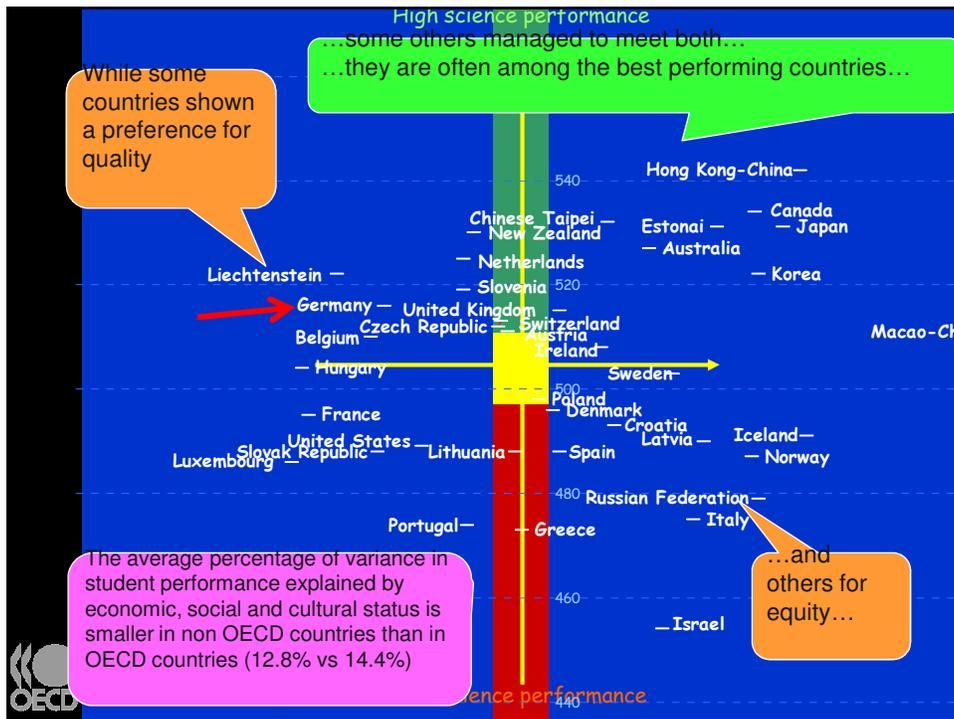 High science performance
…some others managed to meet both…
…they are often among the best performing countries…
While some
countries shown
a preference for
quality
540
Hong Kong-China
Chinese Taipei
Canada
New Zealand
Estonai
Japan
Australia
Netherlands
Liechtenstein
Korea
520
Slovenia
Germany
United Kingdom
Czech Republic
Switzerland
Austria
Macao-Ch
Belgium
Ireland
Hungary
Sweden
500
Poland
Denmark
France
Croatia
United States
Latvia
Iceland
Slovak Republic
Lithuania
Spain
Luxembourg
Norway
480
Russian Federation
Portugal
Greece
Italy
The average percentage of variance in
student performance explained by
economic, social and cultural status is
smaller in non OECD countries than in
OECD countries (12.8% vs 14.4%)
…and
others for
equity…
460
Israel
OECD
ience performance
440